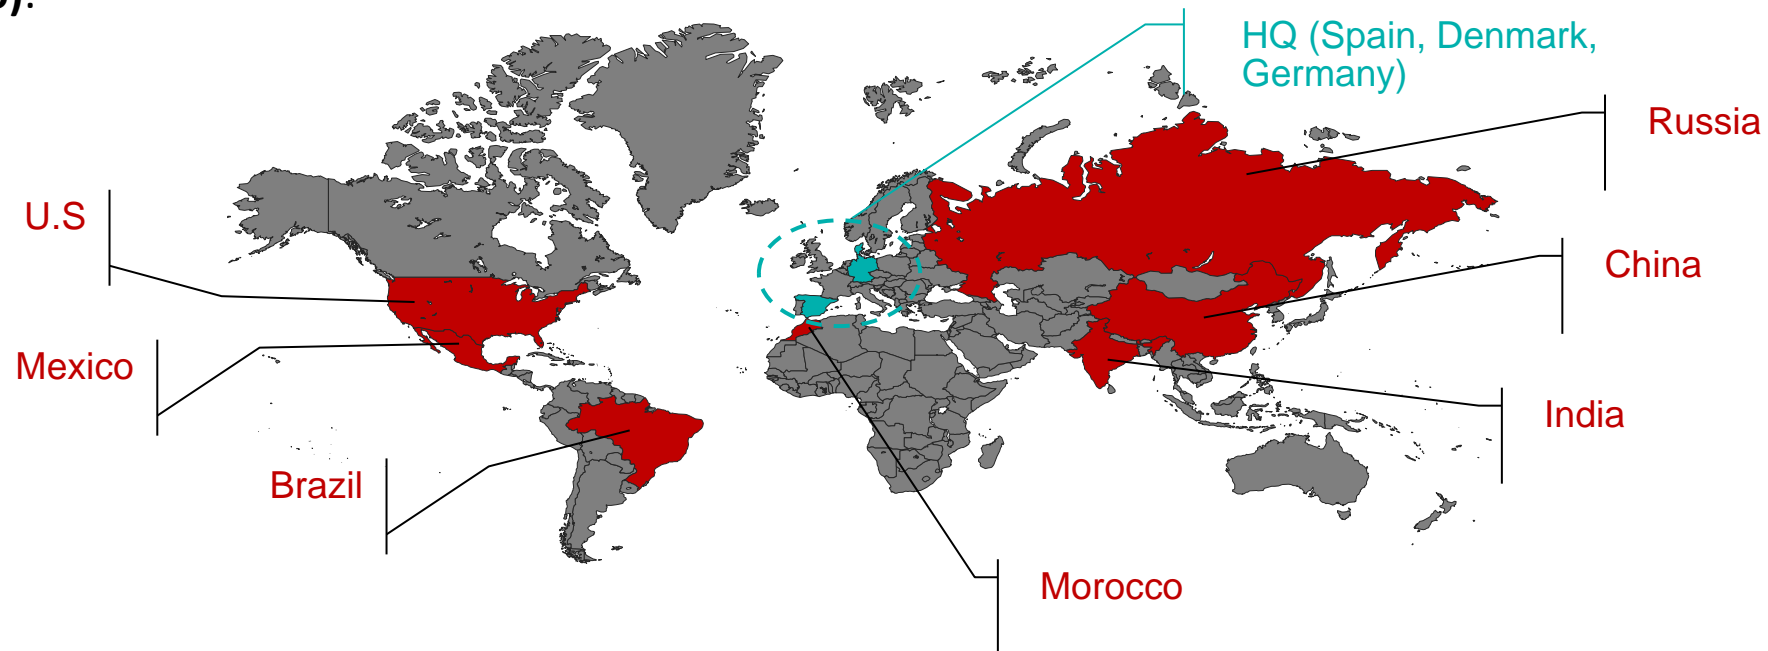 HQ (Spain, Denmark,
Germany)
Russia
U.S
China
Mexico
India
Brazil
Morocco